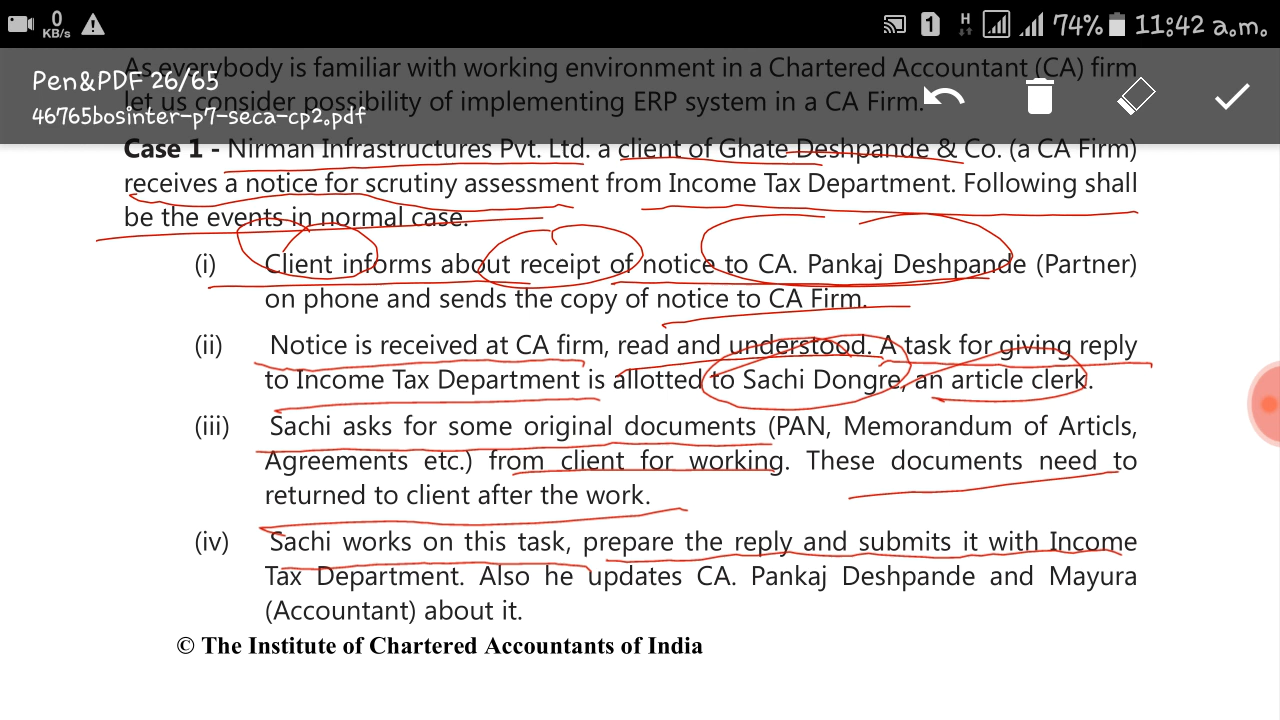 0 KB/s 1 H 74% 11:42 a.m.
As everybody is familiar with working environment in a Chartered Accountant (CA) firm
Pen&PDF 26/65
let us consider possibility of implementing ERP system in a CA Firm.
46765bosinter-p7-seca-cp2.pdf
Case 1 - Nirman Infrastructures Pvt. Ltd. a client of Ghate Deshpande & Co. (a CA Firm)
receives a notice for scrutiny assessment from Income Tax Department. Following shall
be the events in normal case.
(i) Client informs about receipt of notice to CA. Pankaj Deshpande (Partner)
on phone and sends the copy of notice to CA Firm.
(ii) Notice is received at CA firm, read and understood. A task for giving reply
to Income Tax Department is allotted to Sachi Dongre, an article clerk.
(iii) Sachi asks for some original documents (PAN, Memorandum of Articls,
Agreements etc.) from client for working. These documents need to
returned to client after the work.
(iv) Sachi works on this task, prepare the reply and submits it with Income
Tax Department. Also he updates CA. Pankaj Deshpande and Mayura
(Accountant) about it.
© The Institute of Chartered Accountants of India